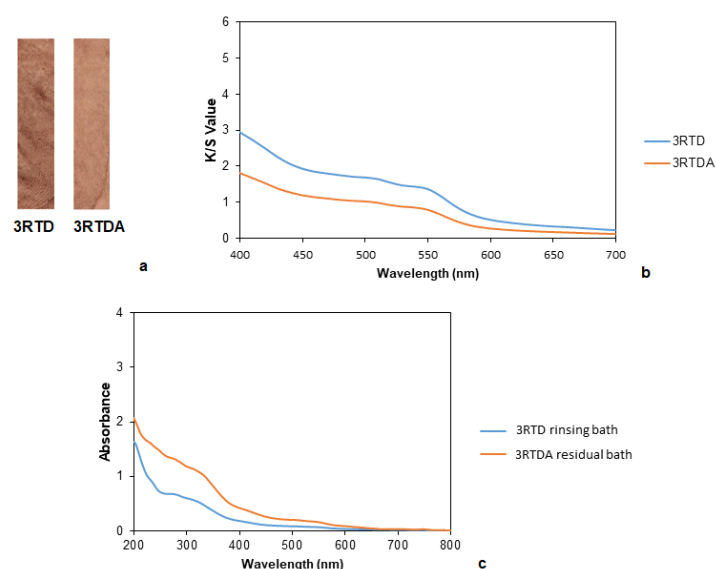 3RTD 3RTDA
a
6
5
4
3
2
1
0
K/S Value
400 450 500 550 600 650 700
Wavelength (nm)
3RTD
3RTDA
b
4
3
2
1
0
Absorbance
200 300 400 500 600 700 800
Wavelength (nm)
3RTD rinsing bath
3RTDA residual bath
c